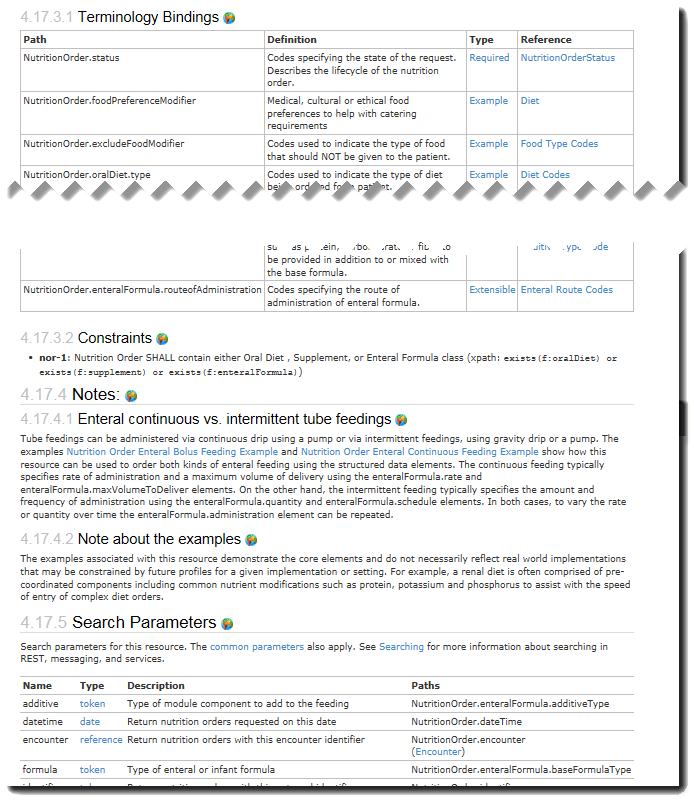 4.17.3.1 Terminology Bindings
Path Definition Type Reference
NutritionOrder.status Codes specifying the state of the request. Required NutritionOrderStatus
Describes the lifecycle of the nutrition
order.
NutritionOrder.foodPreferenceModifier Medical, cultural or ethical food Example Diet
preferences to help with catering
requirements
NutritionOrder.excludeFoodModifier Codes used to indicate the type of food Example Food Type Codes
that should NOT be given to the patient.
NutritionOrder.oralDiet.type Codes used to indicate the type of diet Example Diet Codes
be provided in addition to or mixed with
the base formula.
NutritionOrder.enteralFormula.routeofAdministration Codes specifying the route of Extensible Enteral Route Codes
administration of enteral formula.
4.17.3.2 Constraints
• nor-1: Nutrition Order SHALL contain either Oral Diet , Supplement, or Enteral Formula class (xpath: exists(f:oralDiet) or
exists(f:supplement) or exists(f:enteralFormula))
4.17.4 Notes:
4.17.4.1 Enteral continuous vs. intermittent tube feedings
Tube feedings can be administered via continuous drip using a pump or via intermittent feedings, using gravity drip or a pump. The
examples Nutrition Order Enteral Bolus Feeding Example and Nutrition Order Enteral Continuous Feeding Example show how this
resource can be used to order both kinds of enteral feeding using the structured data elements. The continuous feeding typically
specifies rate of administration and a maximum volume of delivery using the enteralFormula.rate and
enteralFormula.maxVolumeToDeliver elements. On the other hand, the intermittent feeding typically specifies the amount and
frequency of administration using the enteralFormula.quantity and enteralFormula.schedule elements. In both cases, to vary the rate
or quantity over time the enteralFormula.administration element can be repeated.
4.17.4.2 Note about the examples
The examples associated with this resource demonstrate the core elements and do not necessarily reflect real world implementations
that may be constrained by future profiles for a given implementation or setting. For example, a renal diet is often comprised of pre-
coordinated components including common nutrient modifications such as protein, potassium and phosphorus to assist with the speed
of entry of complex diet orders.
4.17.5 Search Parameters
Search parameters for this resource. The common parameters also apply. See Searching for more information about searching in
REST, messaging, and services.
Name Type Description Paths
additive token Type of module component to add to the feeding NutritionOrder.enteralFormula.additiveType
datetime date Return nutrition orders requested on this date NutritionOrder.dateTime
encounter reference Return nutrition orders with this encounter identifier NutritionOrder.encounter
(Encounter)
formula token Type of enteral or infant formula NutritionOrder.enteralFormula.baseFormulaType